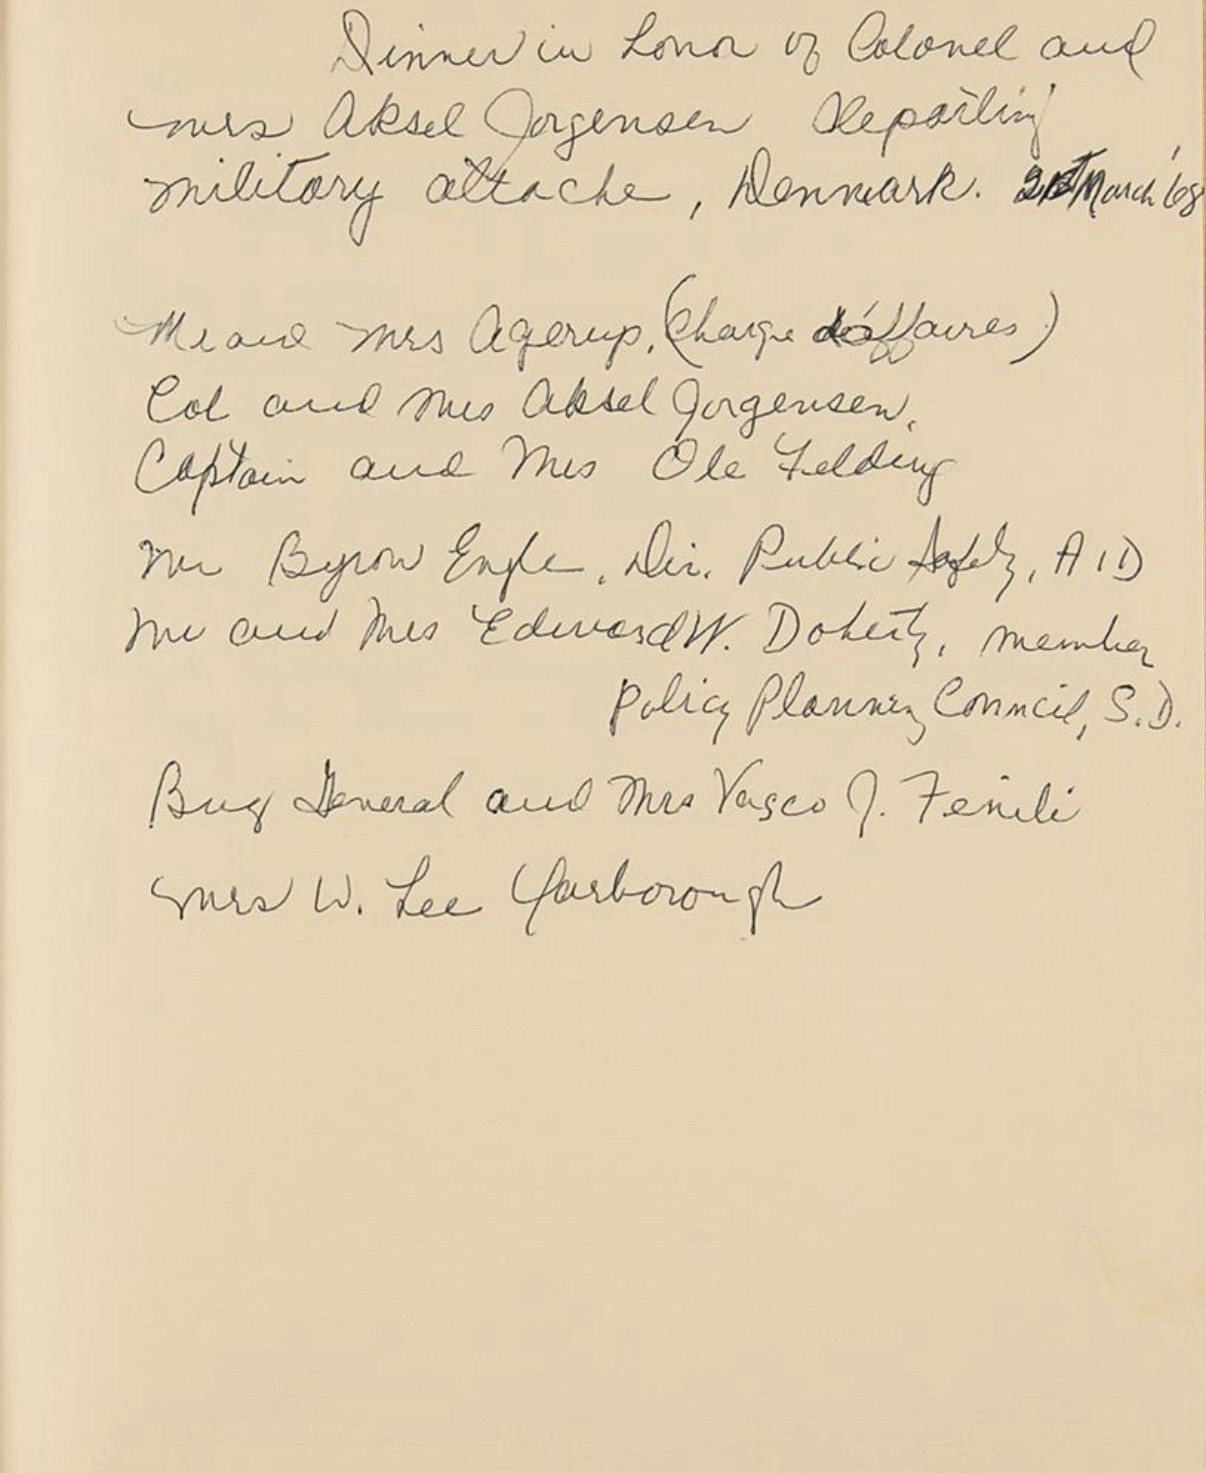 Dinner in honor of Colonel and
Mrs Aksel Jorgensen departing
military attache, Denmark. 21st March '68
Mr and Mrs Agerup, (Charge d'affaires)
Col and Mrs Aksel Jorgensen,
Captain and Mrs Ole Felding
Mr Byron Engle, Dir. Public Safety, AID
Mr and Mrs Edward W. Doherty, member
Policy Planning Council, S.D.
Brig General and Mrs Vasco J. Fenili
Mrs W. Lee Yarborough